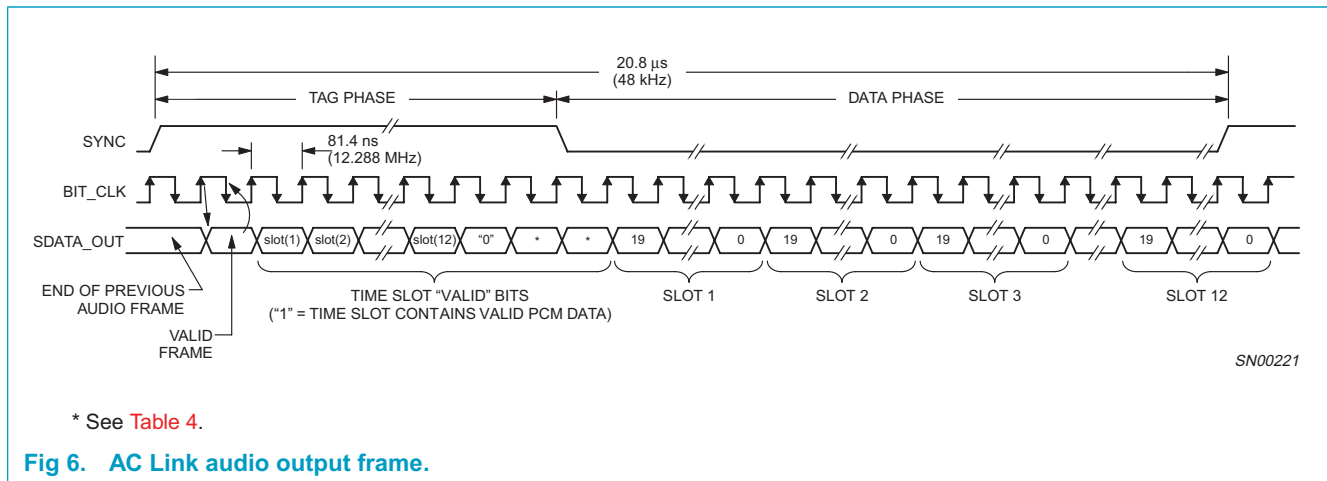 20.8 μs
(48 kHz)
TAG PHASE
DATA PHASE
SYNC
81.4 ns
(12.288 MHz)
BIT_CLK
SDATA_OUT
slot(1) slot(2) slot(12) “0” * * 19 0 19 0 19 0 19 0
END OF PREVIOUS
AUDIO FRAME
VALID
FRAME
TIME SLOT “VALID” BITS
(“1” = TIME SLOT CONTAINS VALID PCM DATA)
SLOT 1
SLOT 2
SLOT 3
SLOT 12
SN00221
* See Table 4.
Fig 6. AC Link audio output frame.